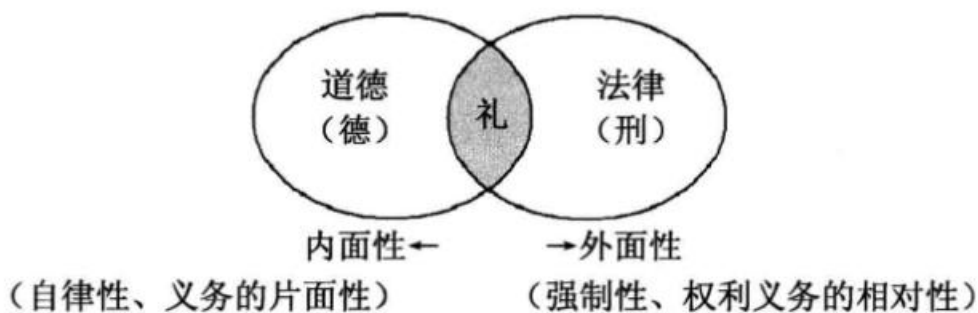 道德
（德）
礼
法律
（刑）
内面性← →外面性
（自律性、义务的片面性） （强制性、权利义务的相对性）